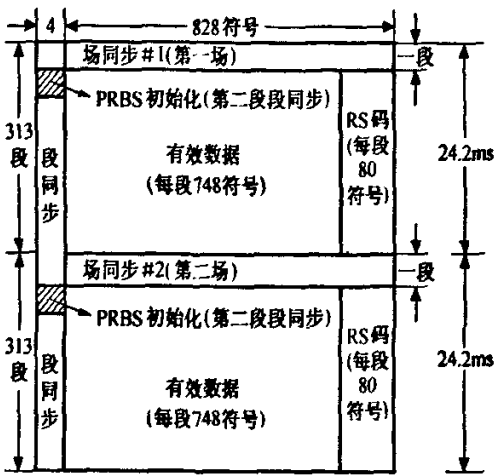 4
828符号
场同步#1(第一场)
一段
PRBS初始化(第二段段同步)
313
段
段
同
步
有效数据
(每段748符号)
RS码
(每段
80
符号)
24.2ms
场同步#2(第二场)
一段
PRBS初始化(第二段段同步)
313
段
段
同
步
有效数据
(每段748符号)
RS码
(每段
80
符号)
24.2ms